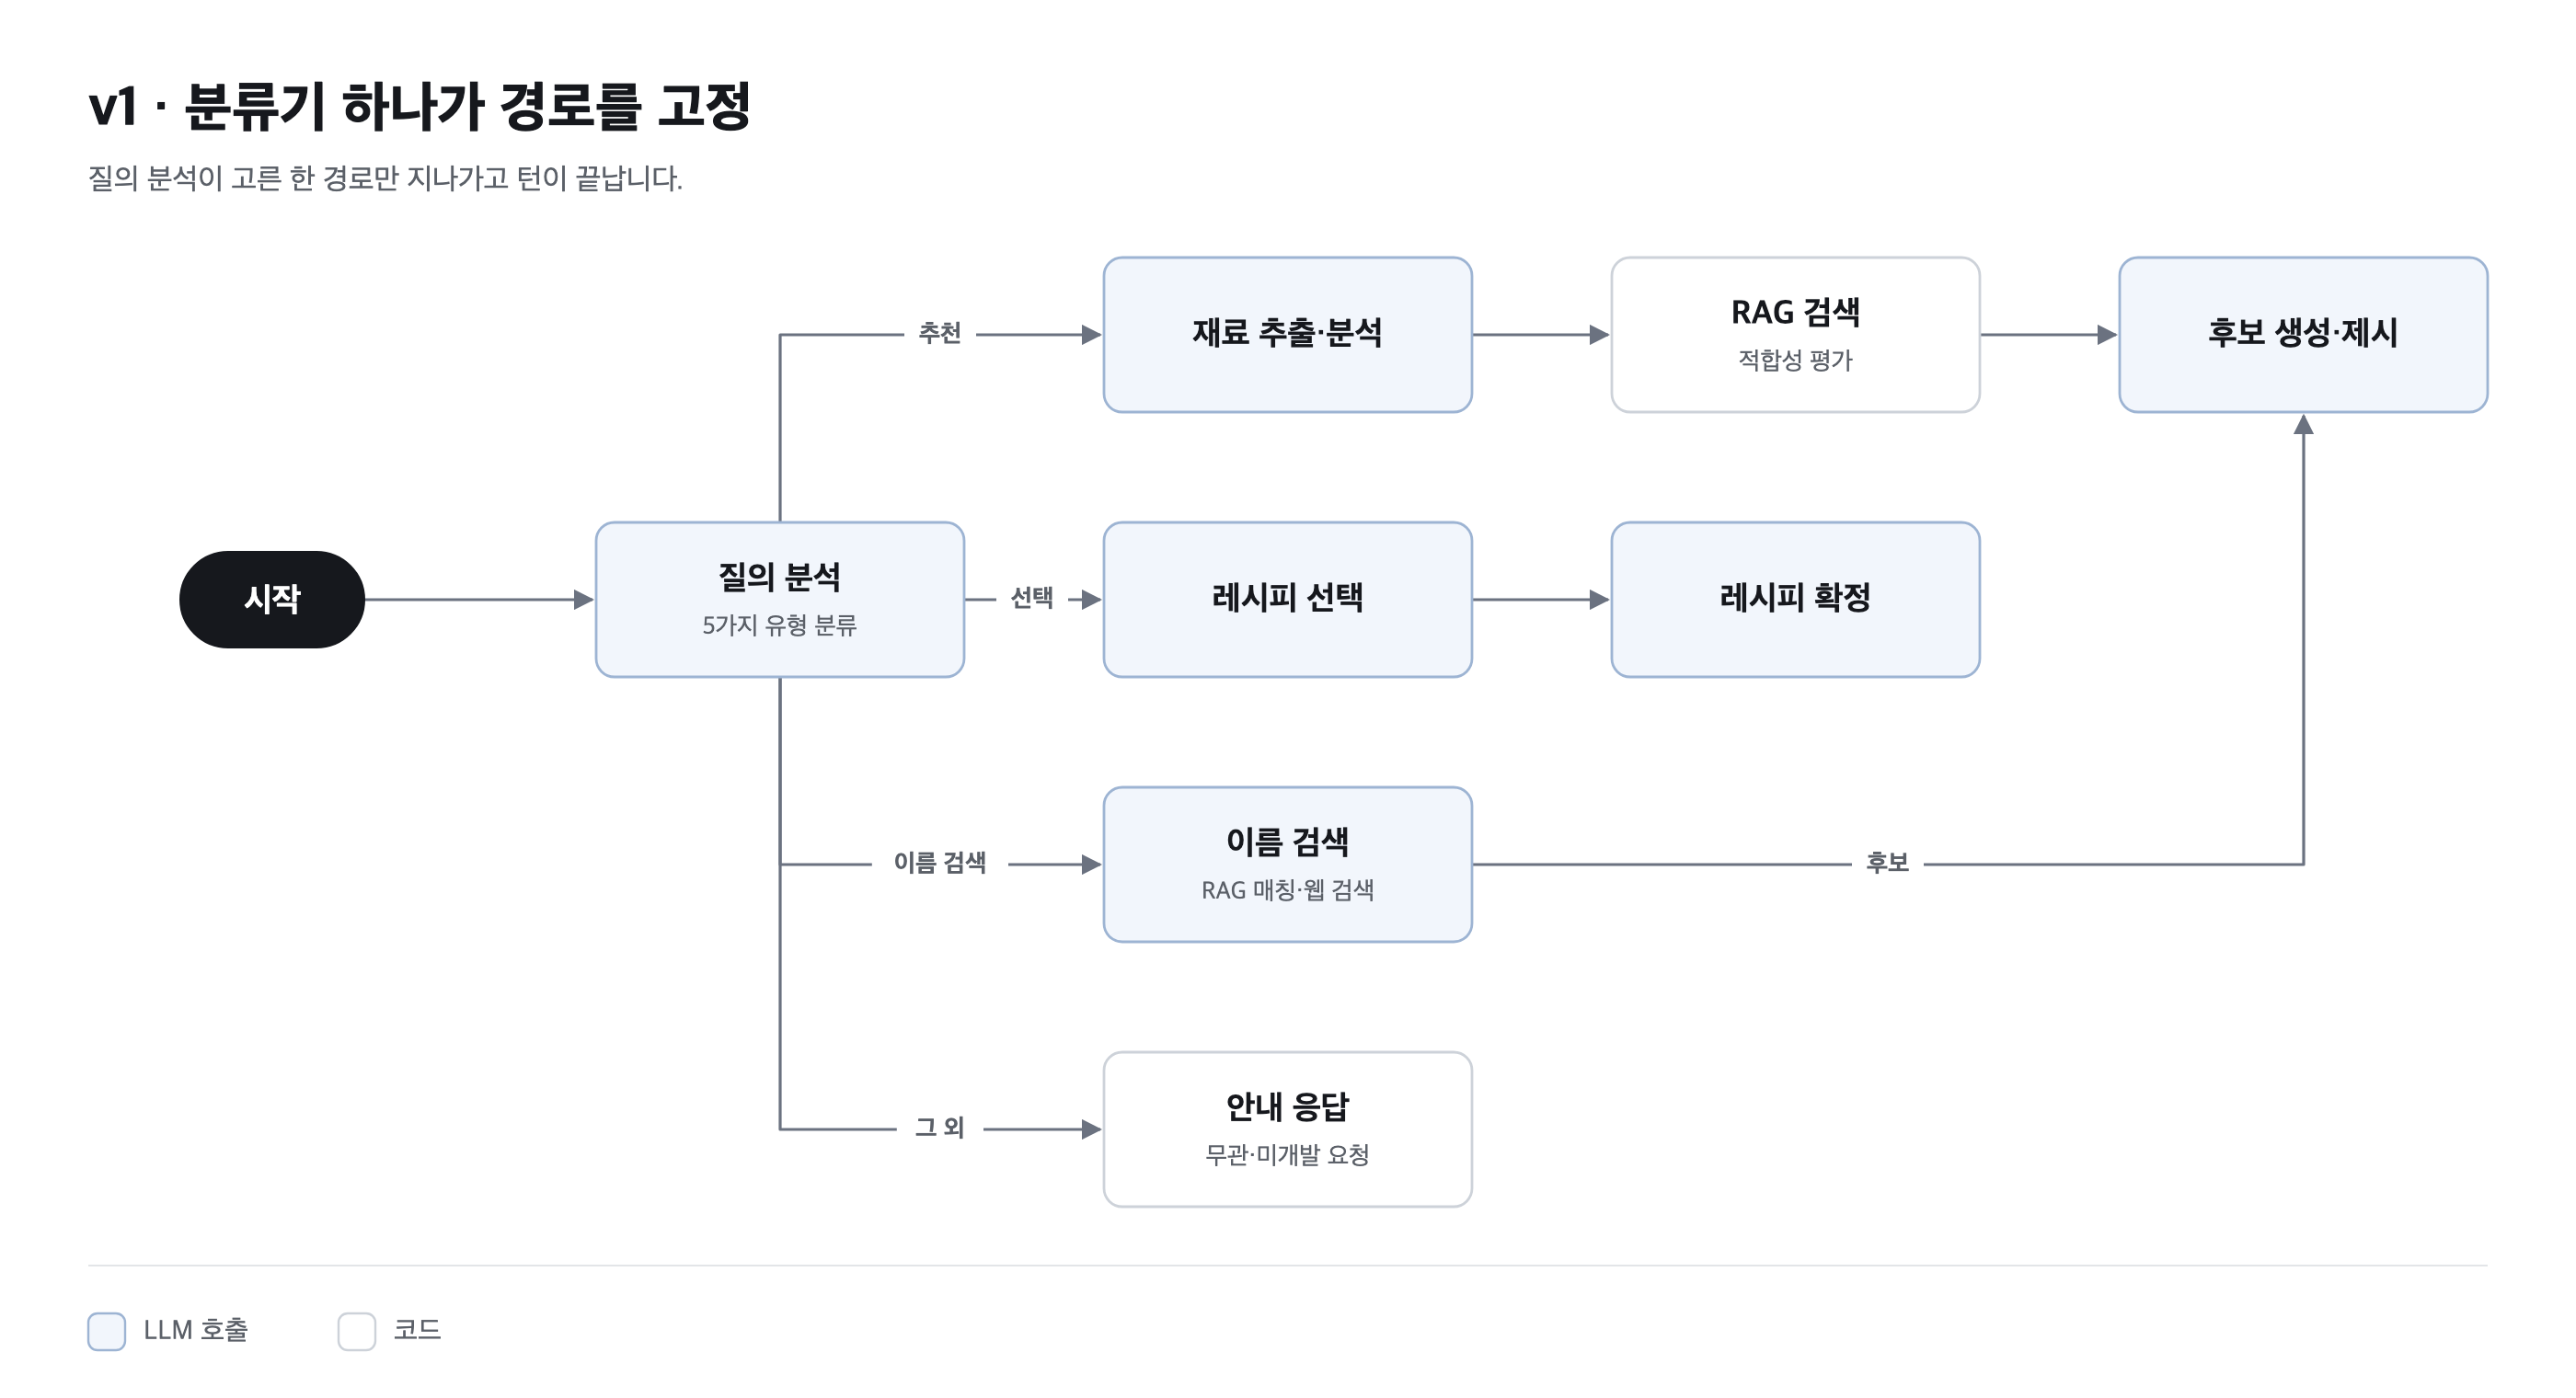 v1 · 분류기 하나가 경로를 고정
질의 분석이 고른 한 경로만 지나가고 턴이 끝납니다.
추천
재료 추출·분석
RAG 검색
적합성 평가
후보 생성·제시
시작
질의 분석
5가지 유형 분류
선택
레시피 선택
레시피 확정
이름 검색
이름 검색
RAG 매칭·웹 검색
후보
그 외
안내 응답
무관·미개발 요청
LLM 호출
코드